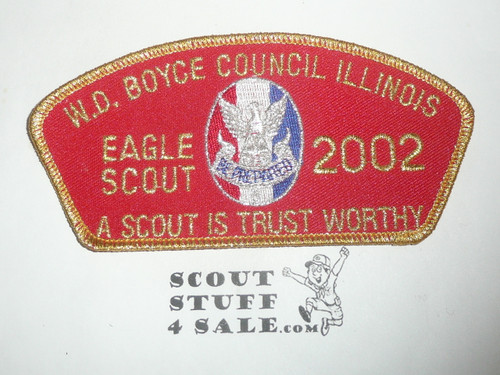 W.D. BOYCE COUNCIL ILLINOIS
EAGLE SCOUT
2002
BE PREPARED
A SCOUT IS TRUST WORTHY
SCOUT
STUFF
4 SALE.com